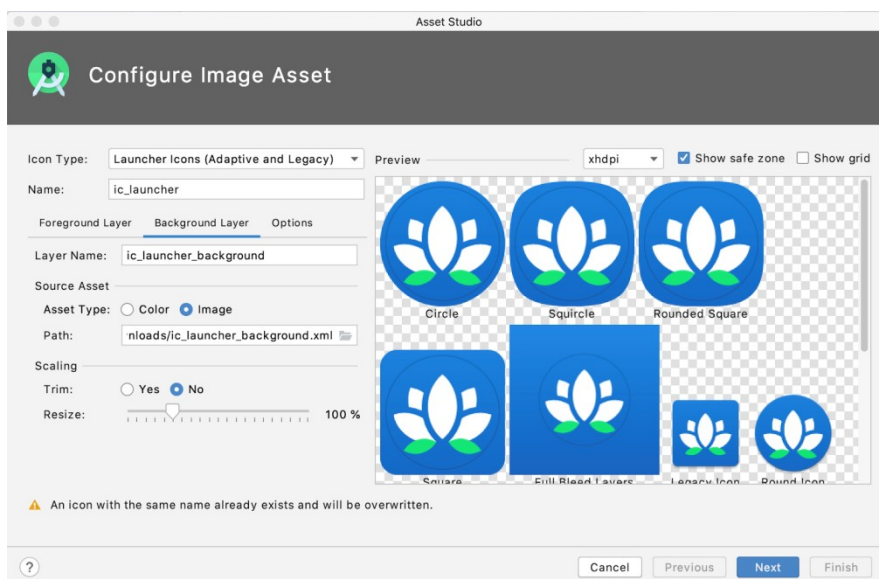 Asset Studio
Configure Image Asset
Icon Type: Launcher Icons (Adaptive and Legacy)
Name: ic_launcher
Foreground Layer Background Layer Options
Layer Name: ic_launcher_background
Source Asset
Asset Type: Color Image
Path: nloads/ic_launcher_background.xml
Scaling
Trim: Yes No
Resize: 100 %
Preview xhdpi Show safe zone Show grid
Circle Squircle Rounded Square
Square Full Bleed Layers Legacy Icon Round Icon
An icon with the same name already exists and will be overwritten.
? Cancel Previous Next Finish